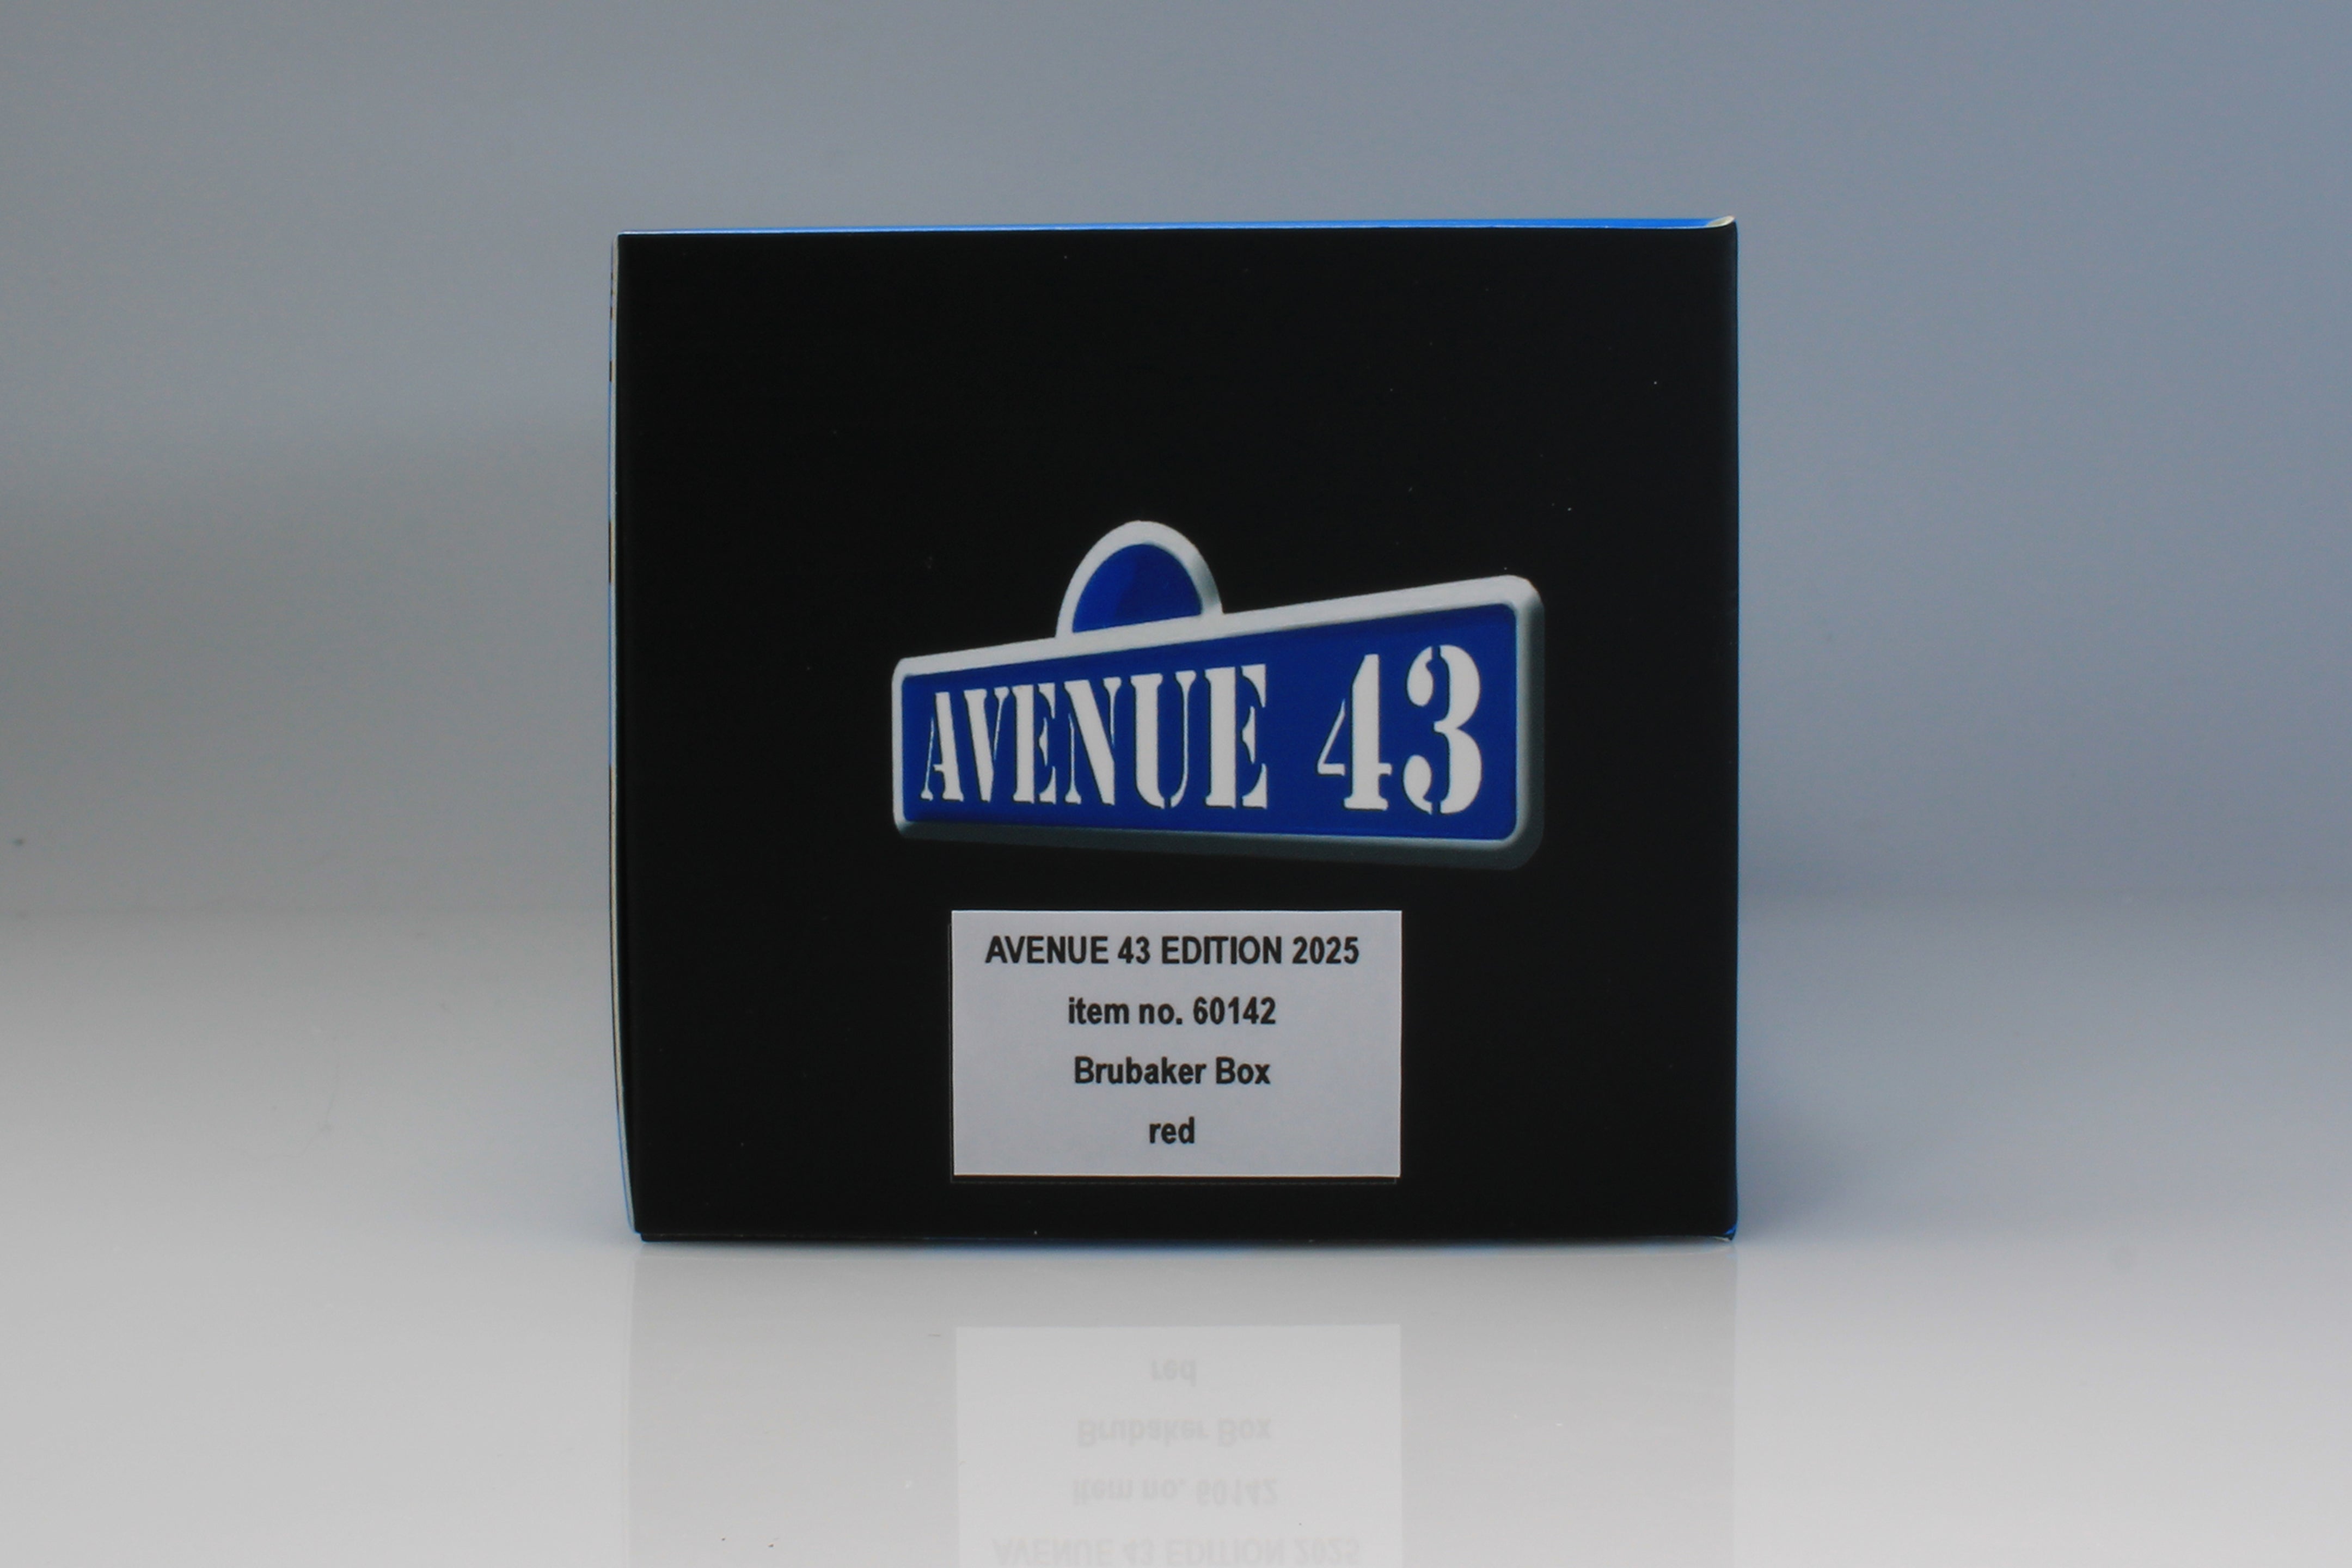 AVENUE 43
AVENUE 43 EDITION 2025
item no. 60142
Brubaker Box
red